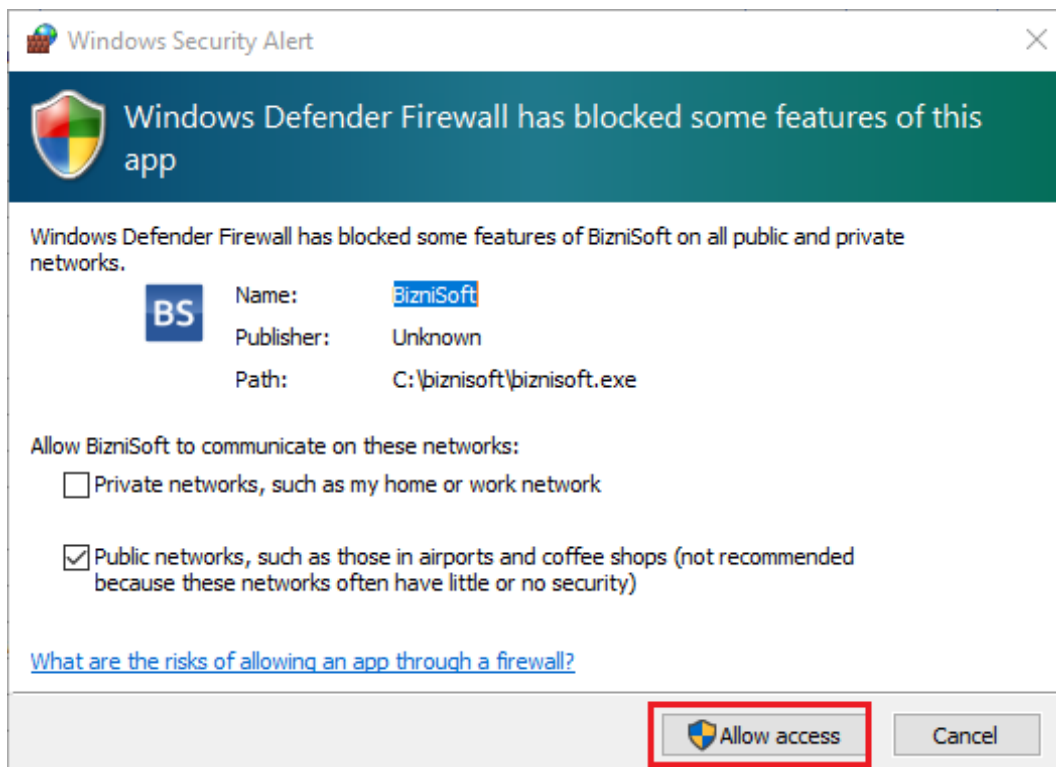 Windows Security Alert
Windows Defender Firewall has blocked some features of this
app
Windows Defender Firewall has blocked some features of BizniSoft on all public and private
networks.
BS
Name: BizniSoft
Publisher: Unknown
Path: C:\biznisoft\biznisoft.exe
Allow BizniSoft to communicate on these networks:
Private networks, such as my home or work network
Public networks, such as those in airports and coffee shops (not recommended
because these networks often have little or no security)
What are the risks of allowing an app through a firewall?
Allow access Cancel